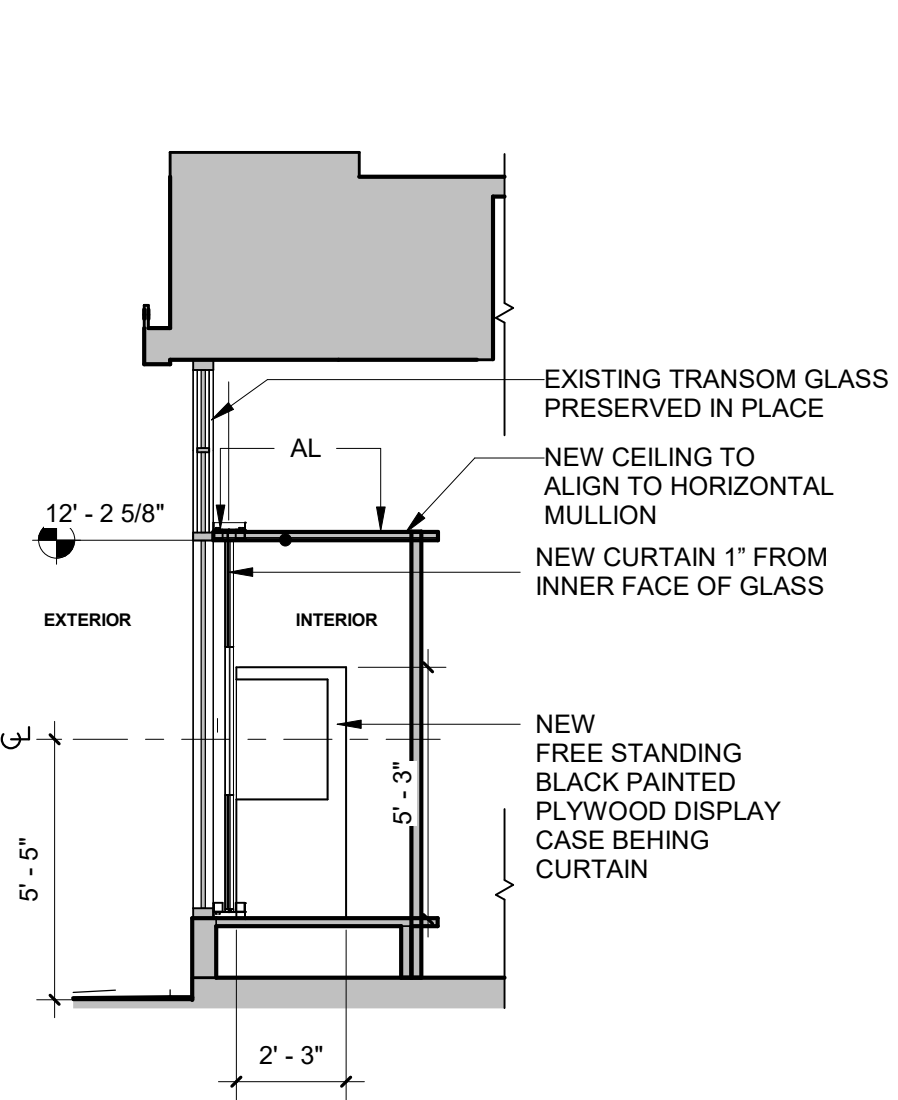 EXISTING TRANSOM GLASS
PRESERVED IN PLACE
AL
NEW CEILING TO
ALIGN TO HORIZONTAL
MULLION
12' - 2 5/8"
NEW CURTAIN 1” FROM
INNER FACE OF GLASS
EXTERIOR
INTERIOR
NEW
FREE STANDING
BLACK PAINTED
PLYWOOD DISPLAY
CASE BEHING
CURTAIN
CL
5' - 3"
5' - 5"
2' - 3"